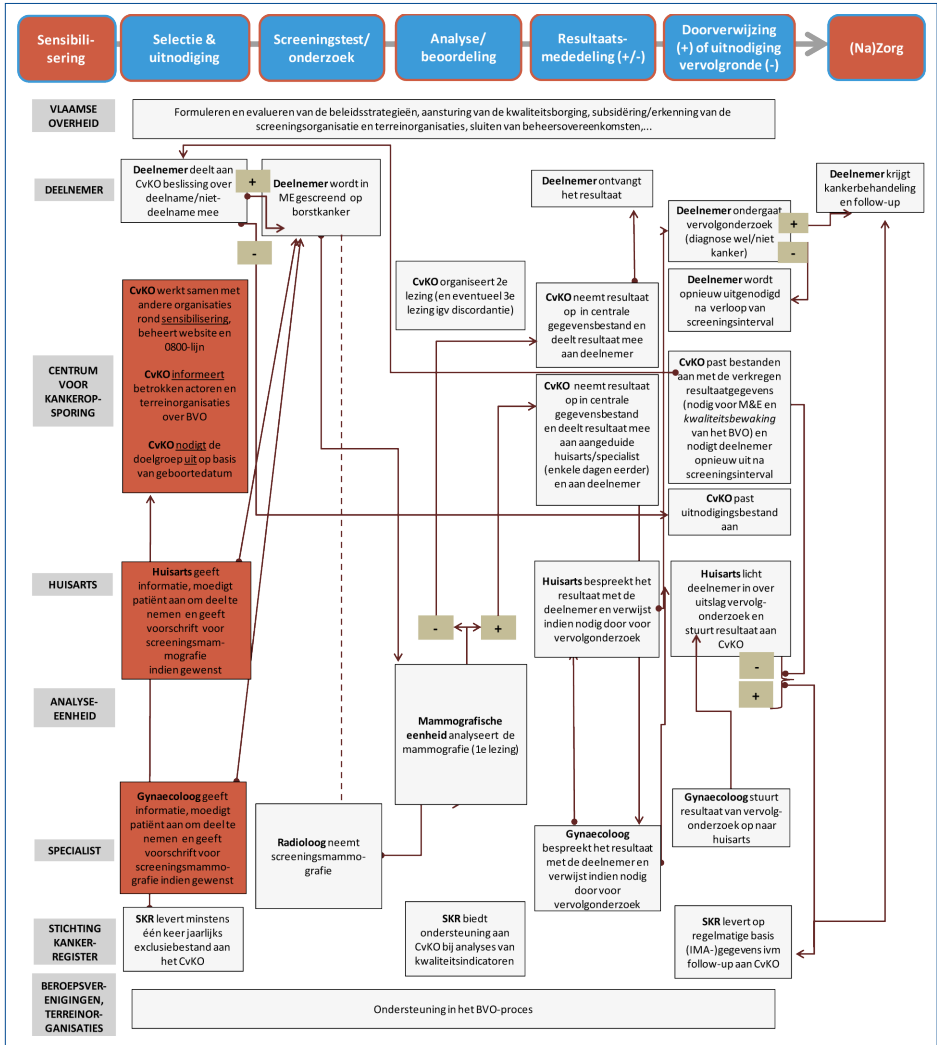 Sensibili-
sering
Selectie &
uitnodiging
Screeningstest/
onderzoek
Analyse/
beoordeling
Resultaats-
mededeling (+/-)
Doorverwijzing
(+) of uitnodiging
vervolgronde (-)
(Na)Zorg
VLAAMSE
OVERHEID
Formuleren en evalueren van de beleidsstrategieën, aansturing van de kwaliteitsborging, subsidëring/erkenning van de
screeningsorganisatie en terreinorganisaties, sluiten van beheersovereenkomsten,...
DEELNEMER
Deelnemer deelt aan
CvKO beslissing over
deelname/niet-
deelname mee
+
-
Deelnemer wordt in
ME gescreend op
borstkanker
Deelnemer ontvangt
het resultaat
Deelnemer ondergaat
vervolgonderzoek
(diagnose wel/niet
kanker)
+
-
Deelnemer krijgt
kankerbehandeling
en follow-up
Deelnemer wordt
opnieuw uitgenodigd
na verloop van
screeningsinterval
CENTRUM
VOOR
KANKEROP-
SPORING
CvKO werkt samen met
andere organisaties
rond sensibilisering,
beheert website en
0800-lijn
CvKO informeert
betrokken actoren en
terreinorganisaties
over BVO
CvKO nodigt de
doelgroep uit op basis
van geboortedatum
CvKO organiseert 2e
lezing (en eventueel 3e
lezing igv discordantie)
CvKO neemt resultaat
op in centrale
gegevensbestand en
deelt resultaat mee
aan deelnemer
CvKO neemt resultaat
op in centrale
gegevensbestand
en deelt resultaat mee
aan aangeduide
huisarts/specialist
(enkele dagen eerder)
en aan deelnemer
CvKO past bestanden
aan met de verkregen
resultaatgegevens
(nodig voor M&E en
kwaliteitsbewaking
van het BVO) en
nodigt deelnemer
opnieuw uit na
screeningsinterval
CvKO past
uitnodigingsbestand
aan
HUISARTS
Huisarts geeft
informatie, moedigt
patiënt aan om deel te
nemen en geeft
voorschrift voor
screeningsmam-
mografie
indien gewenst
-
+
Huisarts bespreekt het
resultaat met de
deelnemer en verwijst
indien nodig door voor
vervolgonderzoek
Huisarts licht
deelnemer in over
uitslag vervolg-
onderzoek en
stuurt resultaat aan
CvKO
-
+
ANALYSE-
EENHEID
Mammografische
eenheid analyseert de
mammografie (1e lezing)
SPECIALIST
Gynaecoloog geeft
informatie, moedigt
patiënt aan om deel te
nemen en geeft
voorschrift voor
screeningsmammo-
grafie indien gewenst
Radioloog neemt
screeningsmammo-
grafie
Gynaecoloog
bespreekt het resultaat
met de deelnemer en
verwijst indien nodig
door voor
vervolgonderzoek
Gynaecoloog stuurt
resultaat van vervolg-
onderzoek op naar
huisarts
STICHTING
KANKER-
REGISTER
SKR levert minstens
één keer jaarlijks
exclusiebestand aan
het CvKO
SKR biedt
ondersteuning aan
CvKO bij analyses van
kwaliteitsindicatoren
SKR levert op
regelmatige basis
(IMA-)gegevens ivm
follow-up aan CvKO
BEROEPSVER-
ENIGINGEN,
TERREINOR-
GANISATIES
Ondersteuning in het BVO-proces